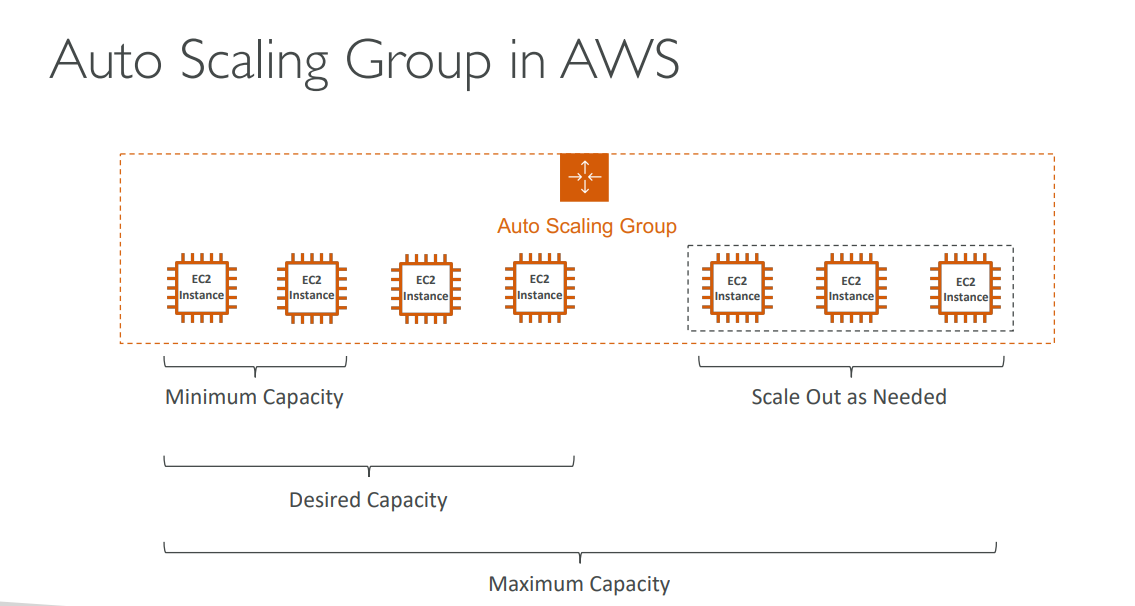 Auto Scaling Group in AWS
Auto Scaling Group
EC2
Instance
EC2
Instance
EC2
Instance
EC2
Instance
EC2
Instance
EC2
Instance
EC2
Instance
Minimum Capacity
Scale Out as Needed
Desired Capacity
Maximum Capacity